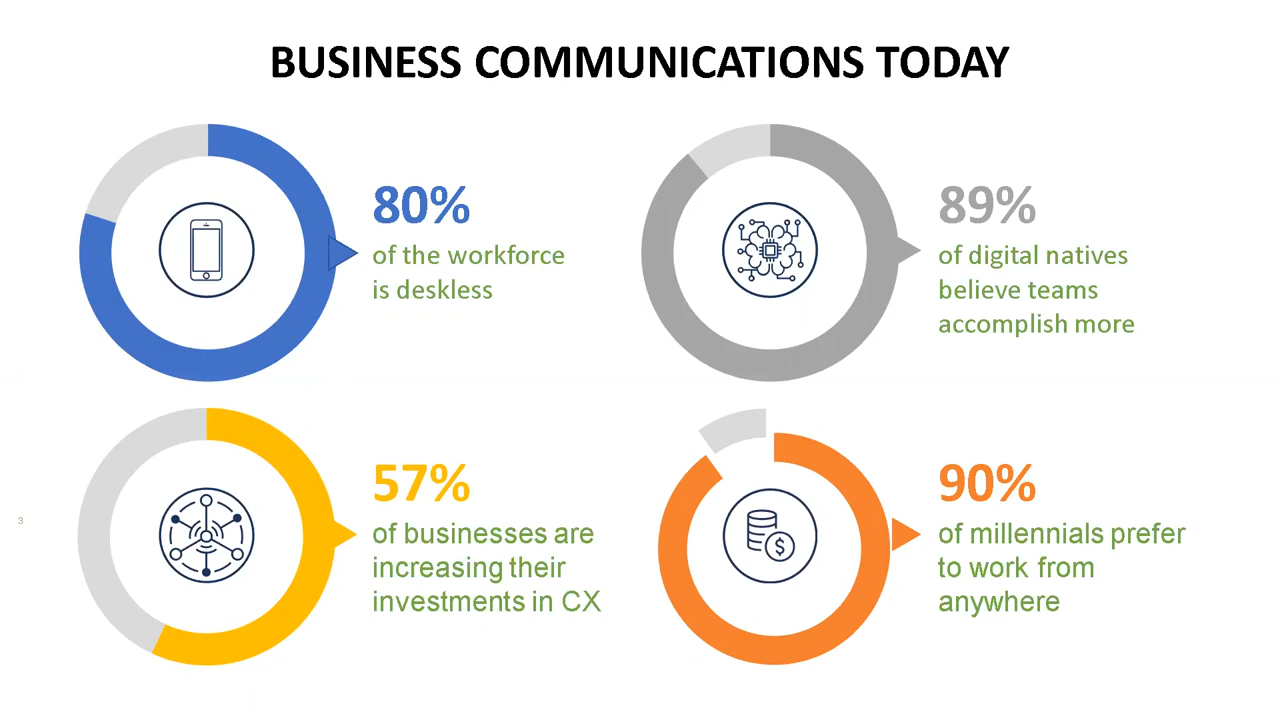 BUSINESS COMMUNICATIONS TODAY
80%
of the workforce
is deskless
89%
of digital natives
believe teams
accomplish more
57%
of businesses are
increasing their
investments in CX
$
90%
of millennials prefer
to work from
anywhere
3